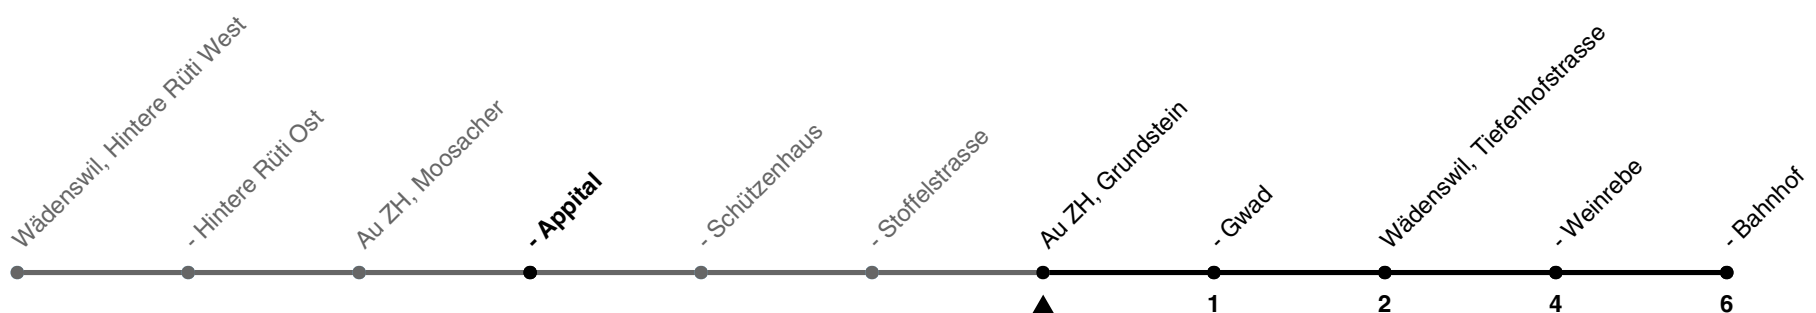 Wädenswil, Hintere Rüti West
- Hintere Rüti Ost
Au ZH, Moosacher
- Appital
- Schützenhaus
- Stoffelstrasse
Au ZH, Grundstein
- Gwad
Wädenswil, Tiefenhofstrasse
- Weinrebe
- Bahnhof
1
2
4
6